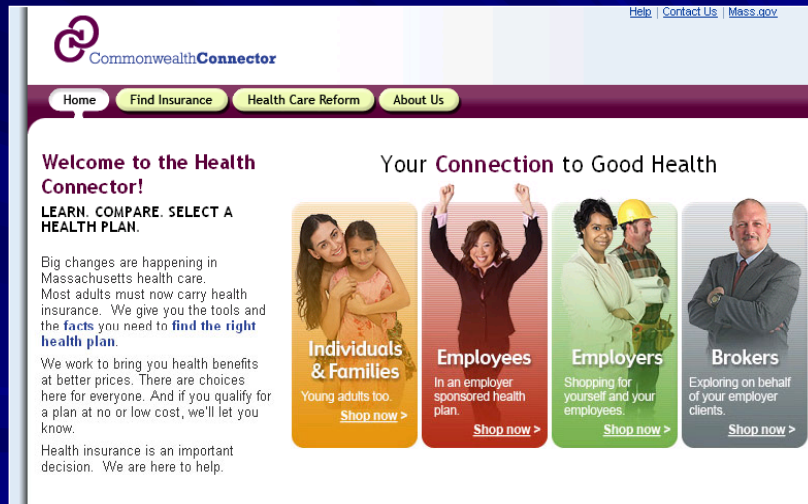 Help | Contact Us | Mass.gov
CommonwealthConnector
Home Find Insurance Health Care Reform About Us
Welcome to the Health
Connector!
LEARN. COMPARE. SELECT A
HEALTH PLAN.
Big changes are happening in
Massachusetts health care.
Most adults must now carry health
insurance. We give you the tools and
the facts you need to find the right
health plan.
We work to bring you health benefits
at better prices. There are choices
here for everyone. And if you qualify for
a plan at no or low cost, we'll let you
know.
Health insurance is an important
decision. We are here to help.
Your Connection to Good Health
Individuals
& Families
Young adults too.
Shop now >
Employees
In an employer
sponsored health
plan.
Shop now >
Employers
Shopping for
yourself and your
employees.
Shop now >
Brokers
Exploring on behalf
of your employer
clients.
Shop now >